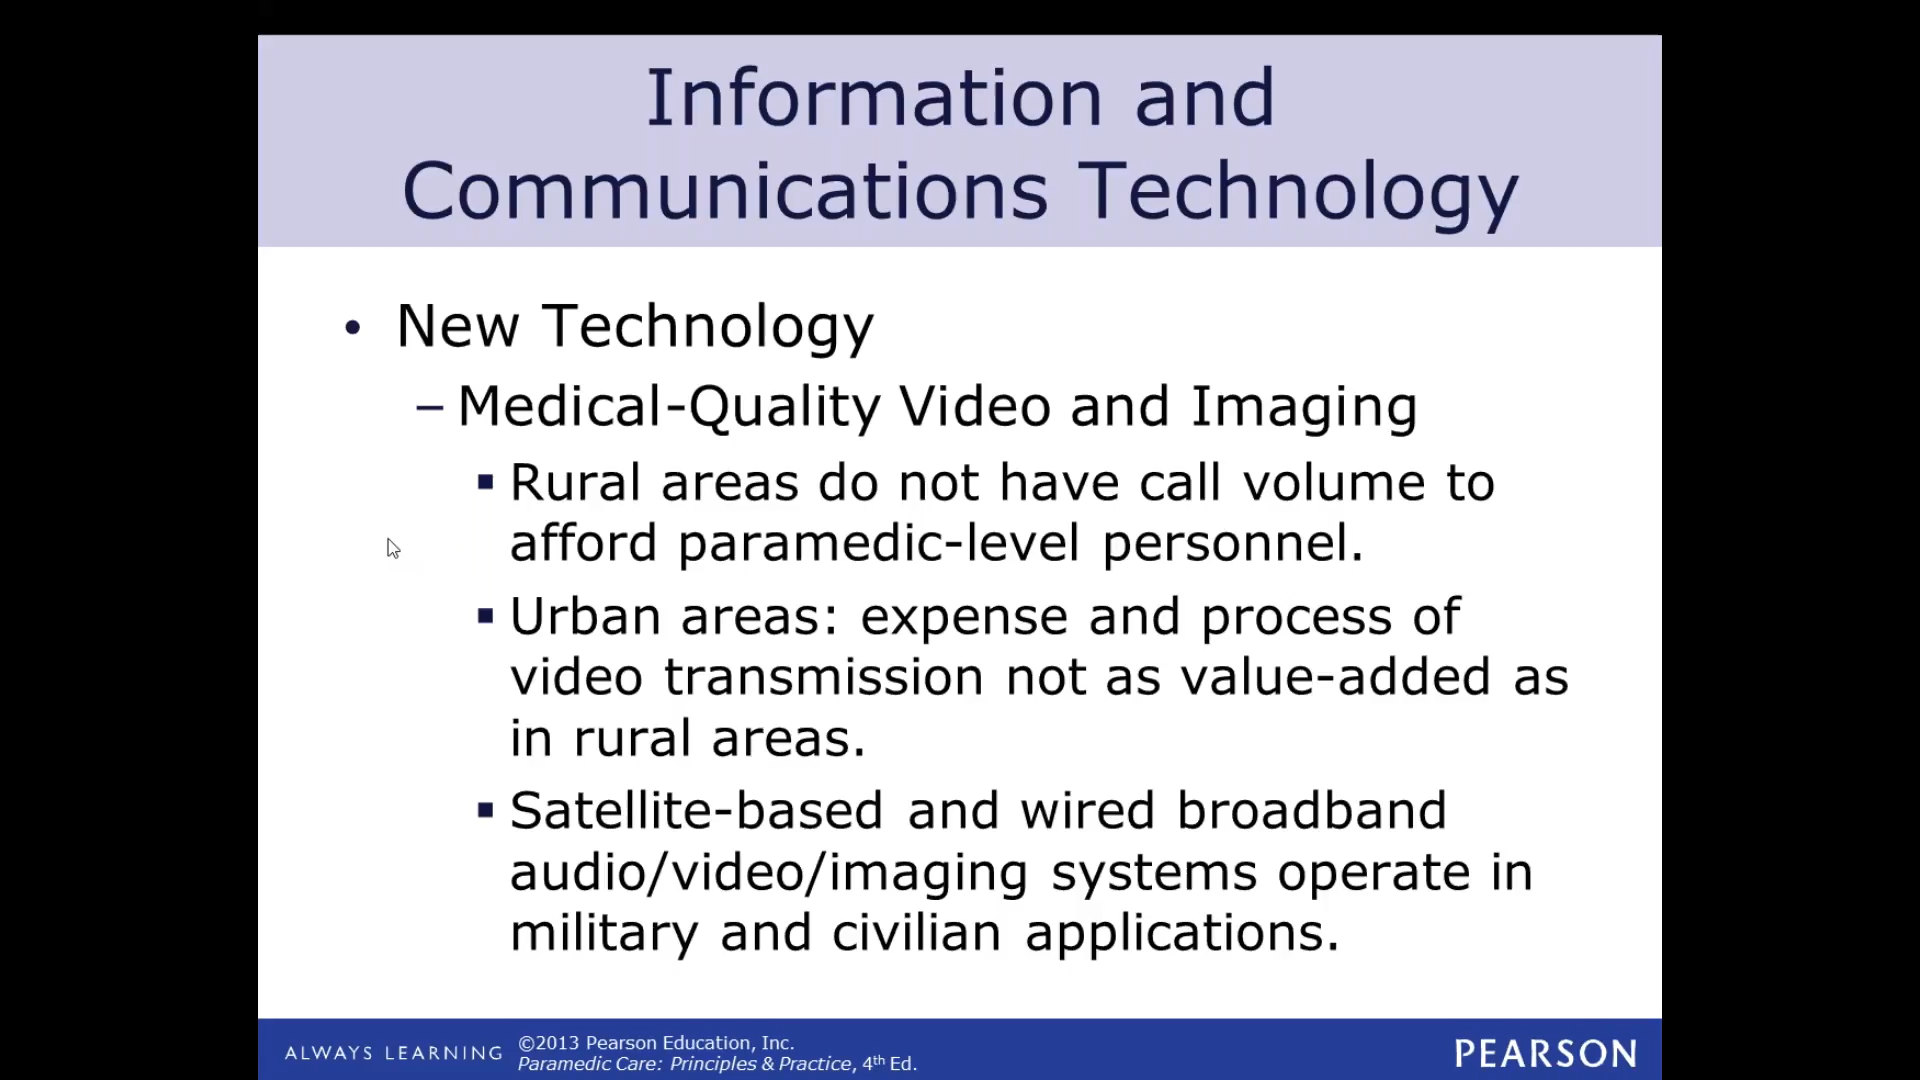 Information and
Communications Technology
• New Technology
– Medical-Quality Video and Imaging
▪ Rural areas do not have call volume to
afford paramedic-level personnel.
▪ Urban areas: expense and process of
video transmission not as value-added as
in rural areas.
▪ Satellite-based and wired broadband
audio/video/imaging systems operate in
military and civilian applications.
ALWAYS LEARNING
©2013 Pearson Education, Inc.
Paramedic Care: Principles & Practice, 4th Ed.
PEARSON